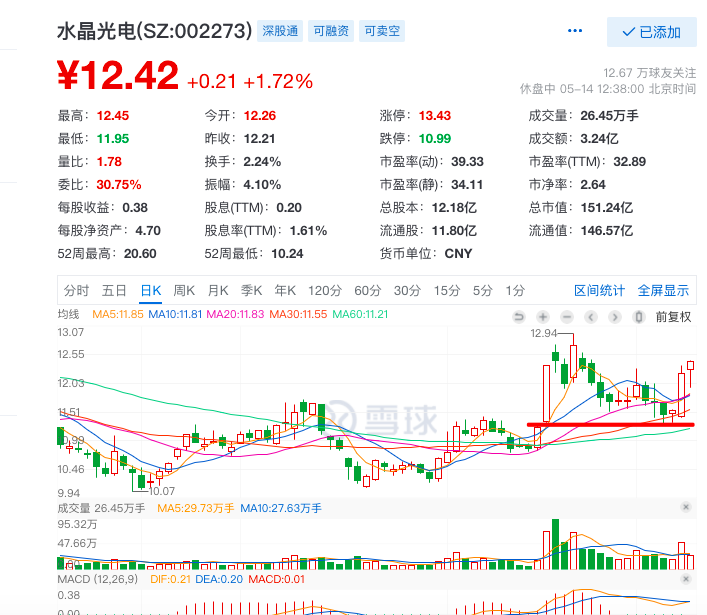 水晶光电(SZ:002273) 深股通 可融资 可卖空 ··· 已添加
¥12.42 +0.21 +1.72%
12.67 万球友关注
休盘中 05-14 12:38:00 北京时间
最高：12.45 今开：12.26 涨停：13.43 成交量：26.45万手
最低：11.95 昨收：12.21 跌停：10.99 成交额：3.24亿
量比：1.78 换手：2.24% 市盈率(动)：39.33 市盈率(TTM)：32.89
委比：30.75% 振幅：4.10% 市盈率(静)：34.11 市净率：2.64
每股收益：0.38 股息(TTM)：0.20 总股本：12.18亿 总市值：151.24亿
每股净资产：4.70 股息率(TTM)：1.61% 流通股：11.80亿 流通值：146.57亿
52周最高：20.60 52周最低：10.24 货币单位：CNY
分时 五日 日K 周K 月K 季K 年K 120分 60分 30分 15分 5分 1分 区间统计 全屏显示
均线 MA5:11.85 MA10:11.81 MA20:11.83 MA30:11.55 MA60:11.21 前复权
13.07
12.94
12.55
12.03
11.51
雪球
10.99
10.46
9.94
10.07
成交量 26.45万手 MA5:29.73万手 MA10:27.63万手
95.32万
47.66万
MACD (12,26,9) DIF:0.21 DEA:0.20 MACD:0.01
0.38
0.00